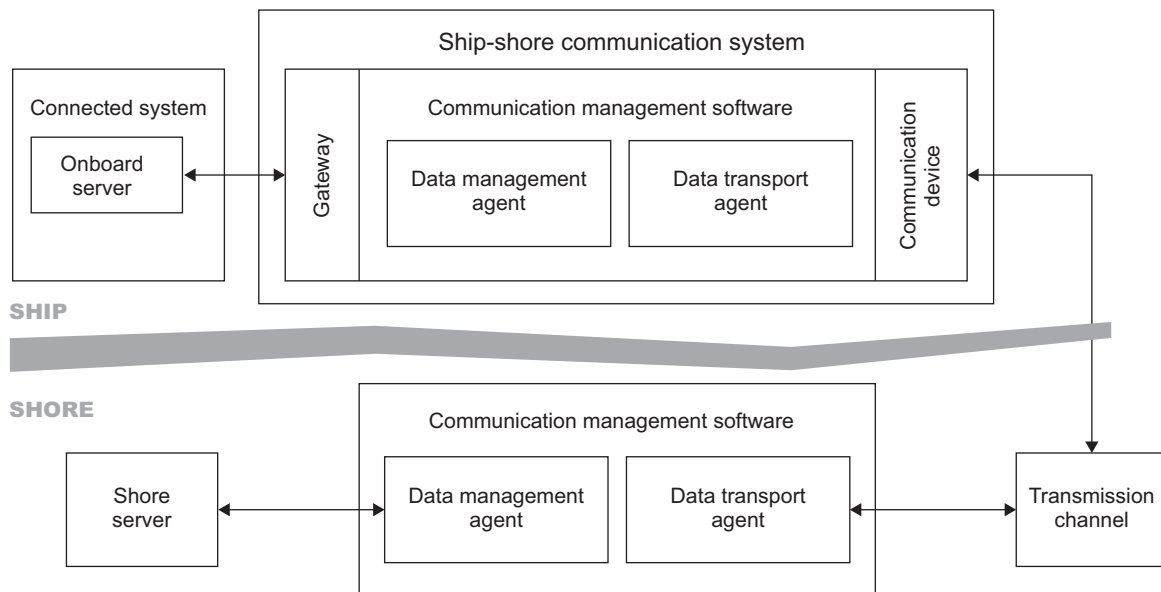 Ship-shore communication system
Connected system
Onboard
server
Gateway
Communication management software
Data management
agent
Data transport
agent
Communication
device
SHIP
SHORE
Communication management software
Shore
server
Data management
agent
Data transport
agent
Transmission
channel